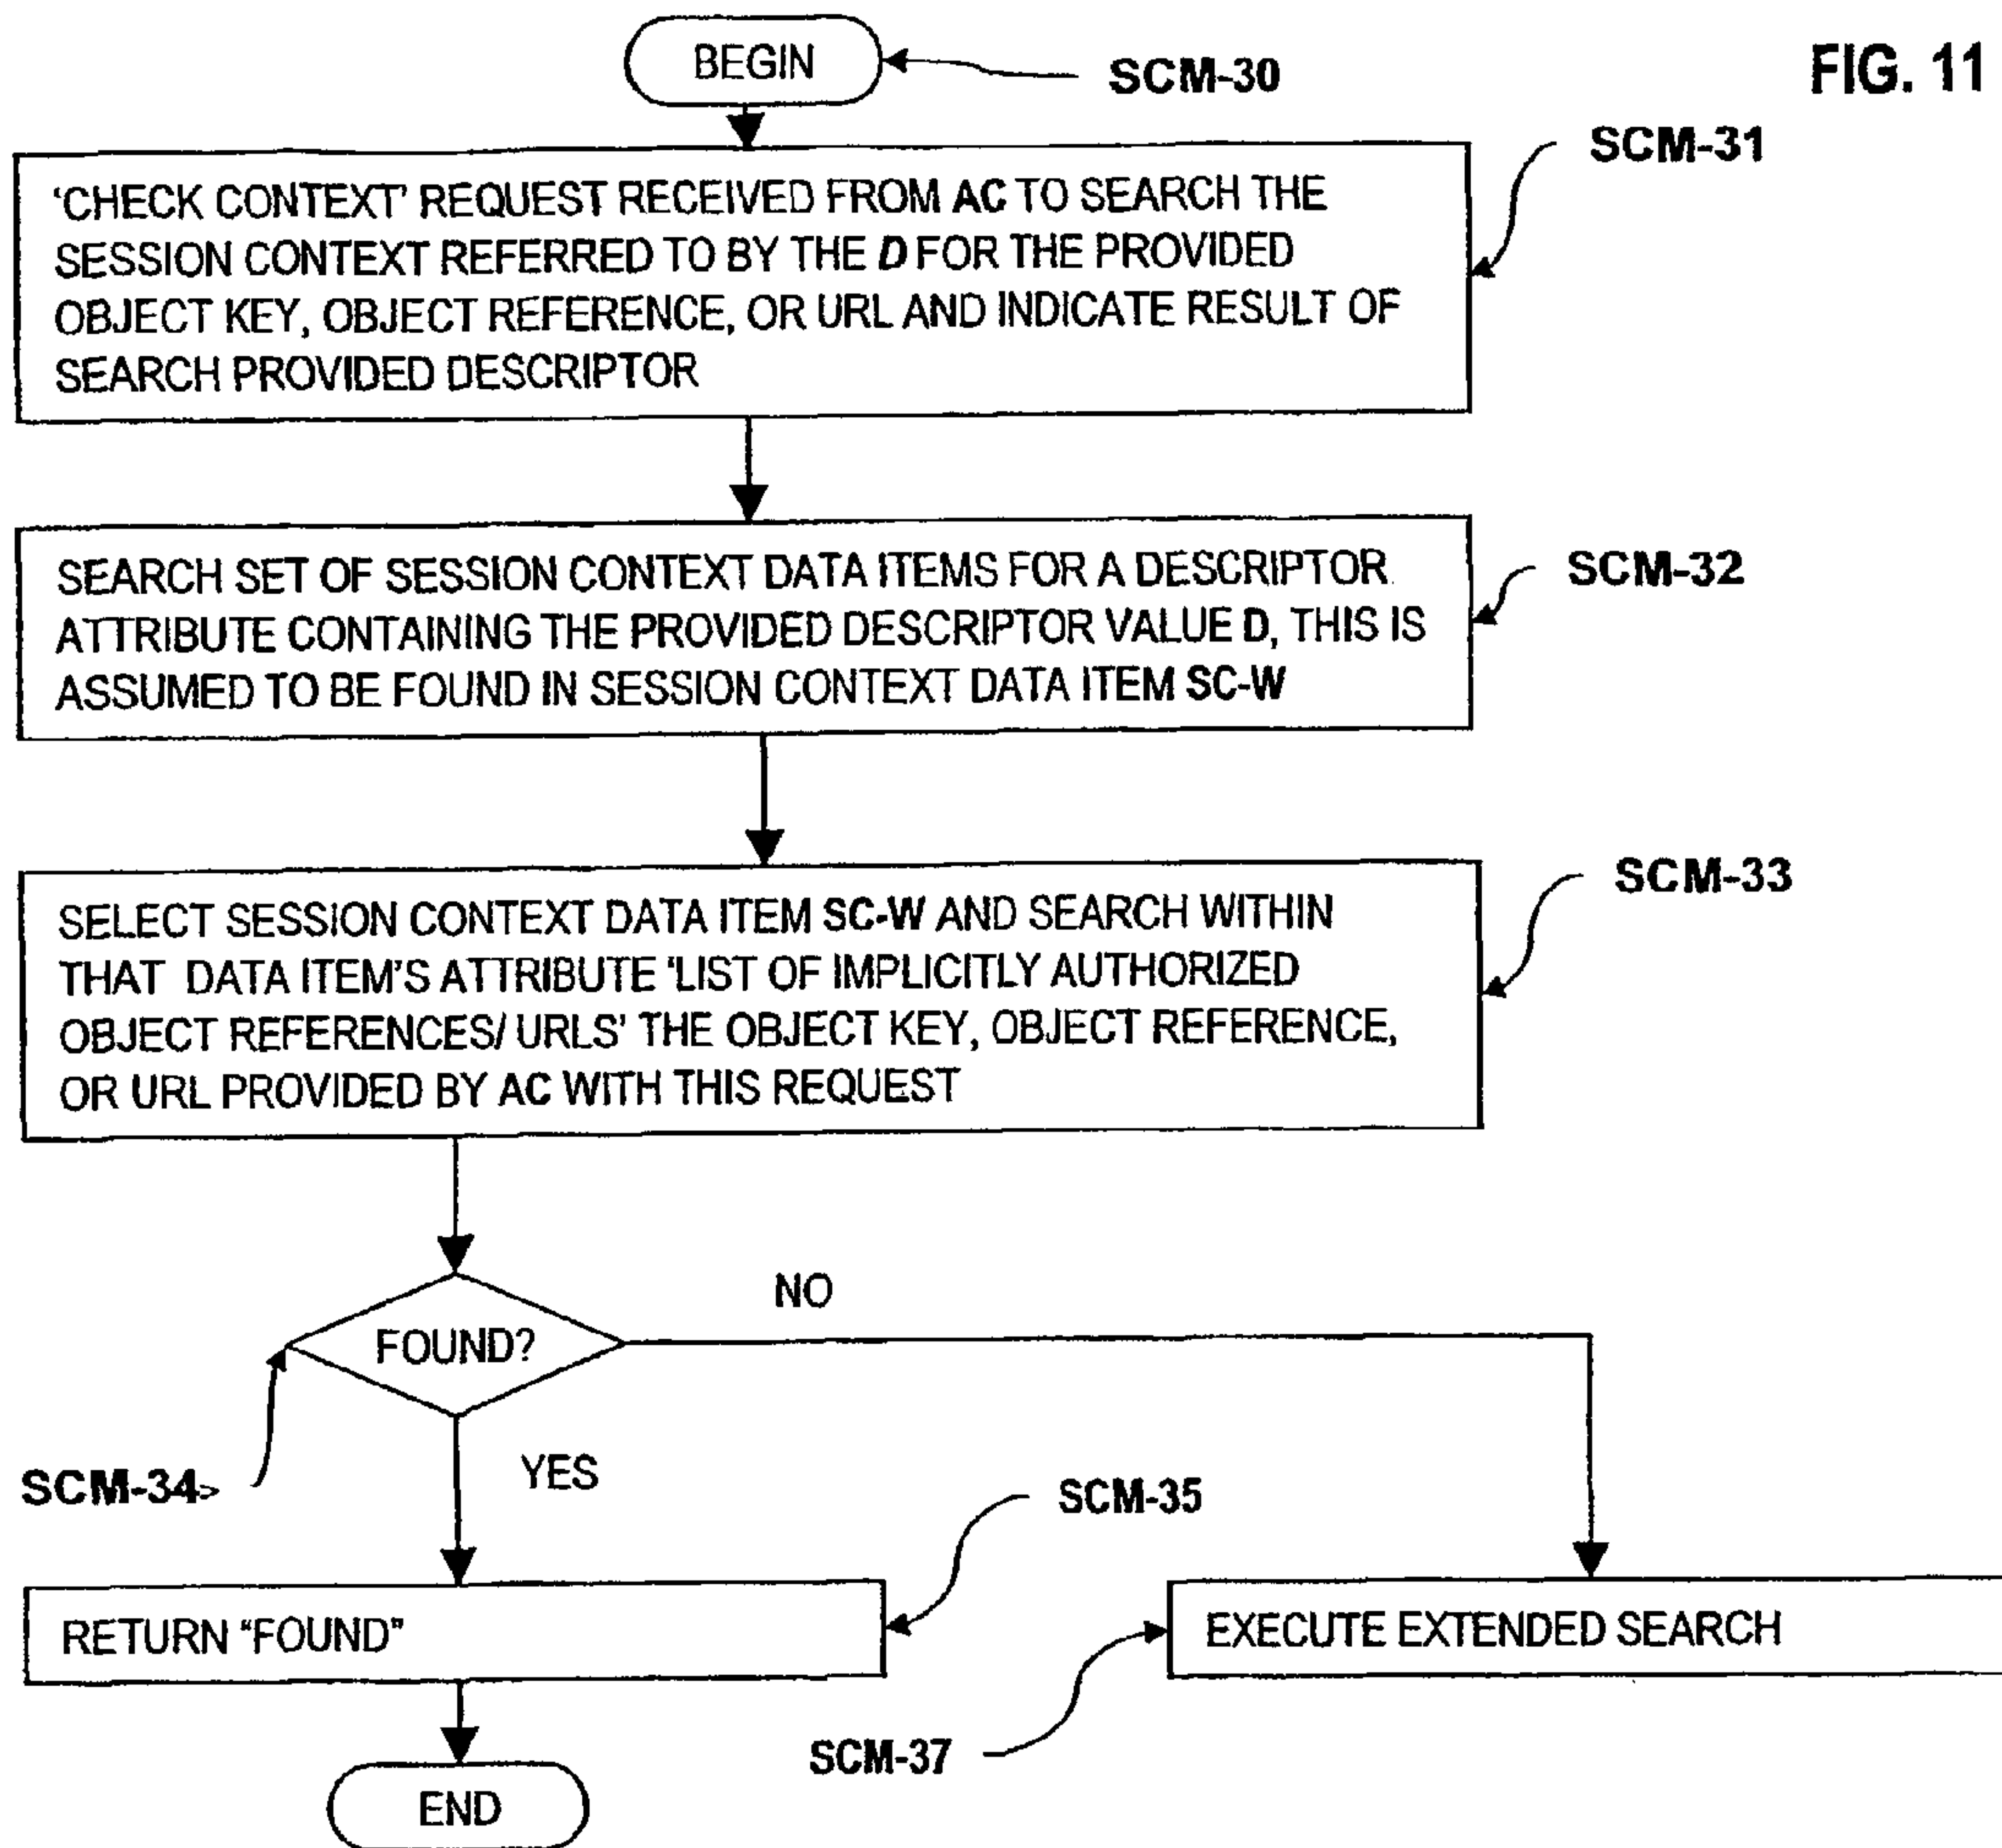 BEGIN
SCM-30
FIG. 11
SCM-31
'CHECK CONTEXT' REQUEST RECEIVED FROM AC TO SEARCH THE
SESSION CONTEXT REFERRED TO BY THE D FOR THE PROVIDED
OBJECT KEY, OBJECT REFERENCE, OR URL AND INDICATE RESULT OF
SEARCH PROVIDED DESCRIPTOR
SCM-32
SEARCH SET OF SESSION CONTEXT DATA ITEMS FOR A DESCRIPTOR
ATTRIBUTE CONTAINING THE PROVIDED DESCRIPTOR VALUE D, THIS IS
ASSUMED TO BE FOUND IN SESSION CONTEXT DATA ITEM SC-W
SCM-33
SELECT SESSION CONTEXT DATA ITEM SC-W AND SEARCH WITHIN
THAT DATA ITEM'S ATTRIBUTE 'LIST OF IMPLICITLY AUTHORIZED
OBJECT REFERENCES/ URLS' THE OBJECT KEY, OBJECT REFERENCE,
OR URL PROVIDED BY AC WITH THIS REQUEST
NO
FOUND?
SCM-34>
YES
SCM-35
RETURN "FOUND"
EXECUTE EXTENDED SEARCH
SCM-37
END